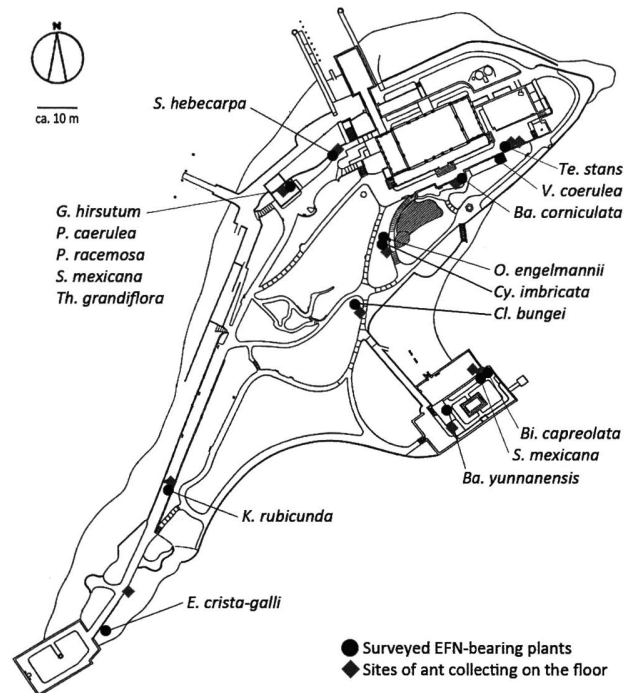 N
ca. 10 m
S. hebecarpa
Te. stans
V. coerulea
Ba. corniculata
G. hirsutum
P. caerulea
P. racemosa
S. mexicana
Th. grandiflora
O. engelmannii
Cy. imbricata
Cl. bungei
Bi. capreolata
S. mexicana
Ba. yunnanensis
K. rubicunda
E. crista-galli
Surveyed EFN-bearing plants
Sites of ant collecting on the floor